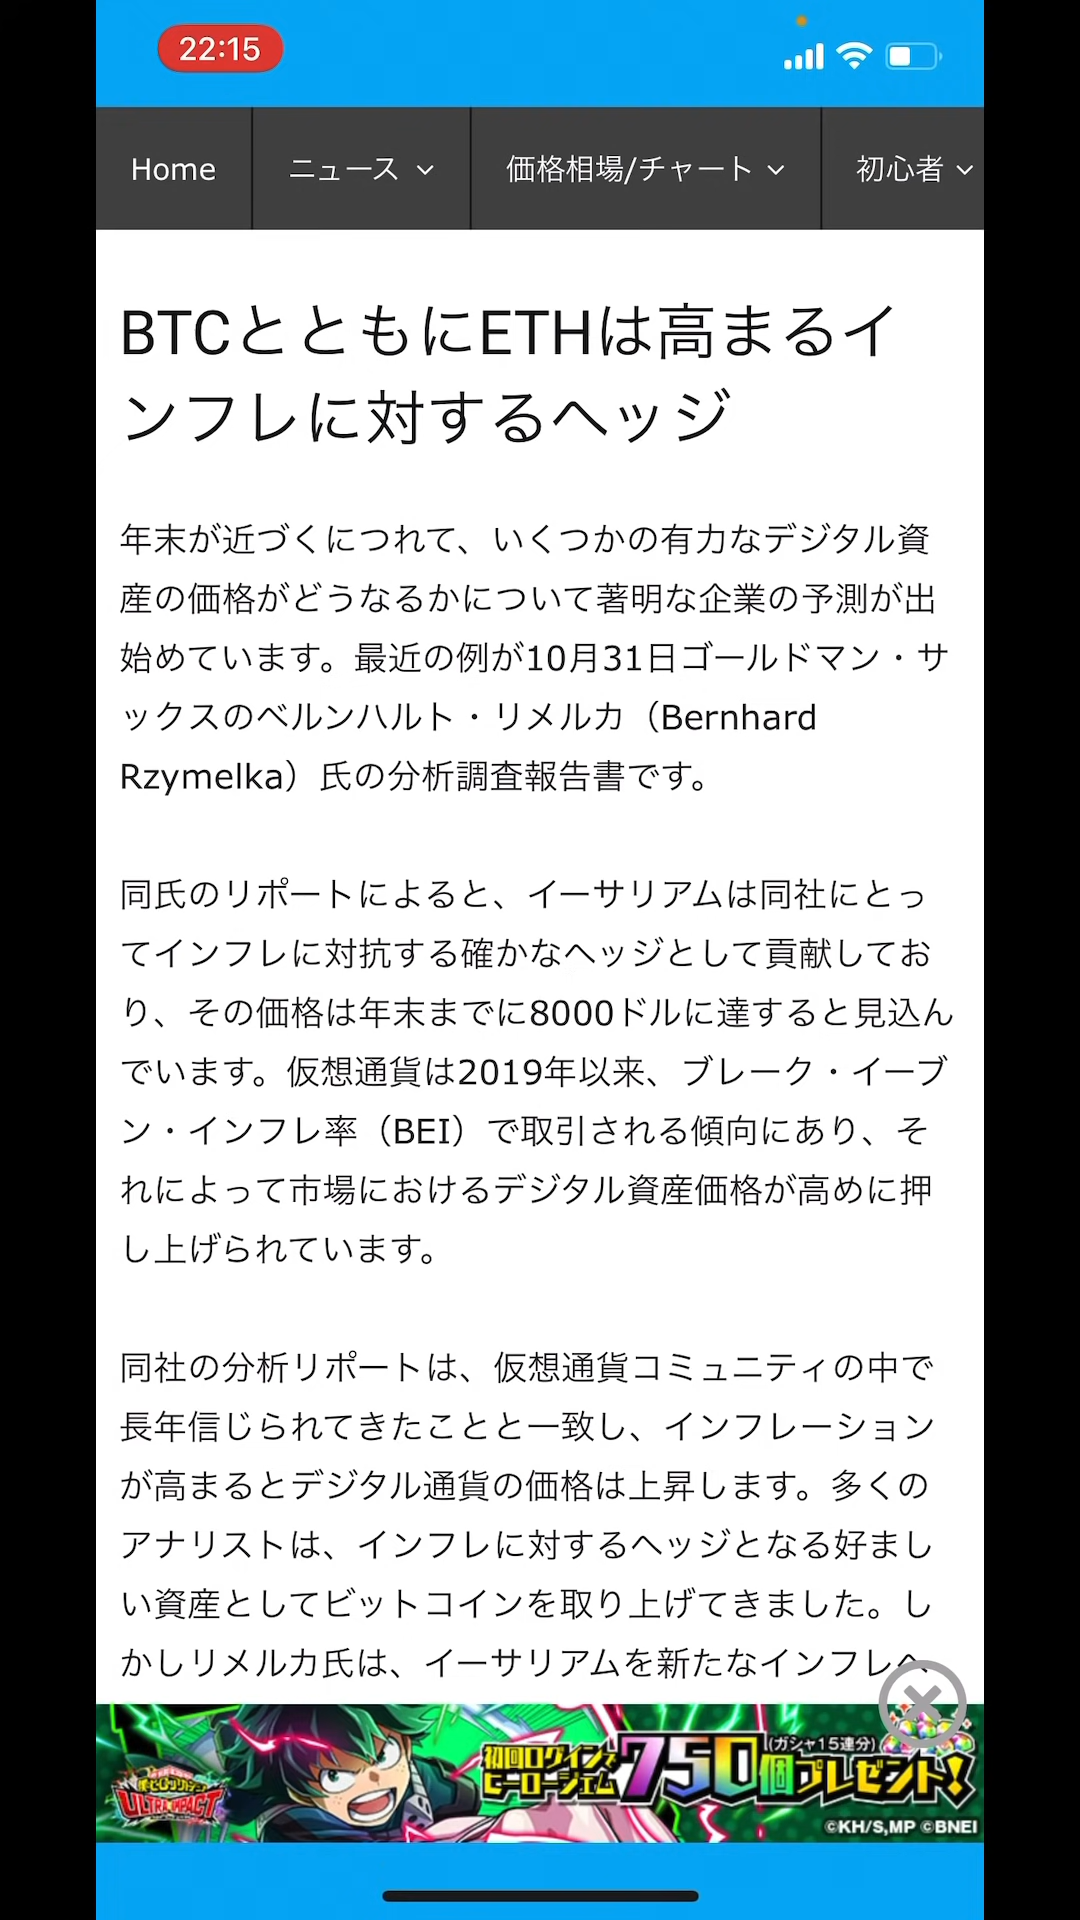 22:15
Home ニュース 価格相場/チャート 初心者
BTCとともにETHは高まるイ
ンフレに対するヘッジ
年末が近づくにつれて、いくつかの有力なデジタル資
産の価格がどうなるかについて著明な企業の予測が出
始めています。最近の例が10月31日ゴールドマン・サ
ックスのベルンハルト・リメルカ（Bernhard
Rzymelka）氏の分析調査報告書です。
同氏のリポートによると、イーサリアムは同社にとっ
てインフレに対抗する確かなヘッジとして貢献してお
り、その価格は年末までに8000ドルに達すると見込ん
でいます。仮想通貨は2019年以来、ブレーク・イーブ
ン・インフレ率（BEI）で取引される傾向にあり、そ
れによって市場におけるデジタル資産価格が高めに押
し上げられています。
同社の分析リポートは、仮想通貨コミュニティの中で
長年信じられてきたことと一致し、インフレーション
が高まるとデジタル通貨の価格は上昇します。多くの
アナリストは、インフレに対するヘッジとなる好まし
い資産としてビットコインを取り上げてきました。し
かしリメルカ氏は、イーサリアムを新たなインフレヘ
僕のヒーローアカデミア
ULTRA IMPACT
初回ログインで
ヒーロージェム
750個プレゼント!
(ガシャ15連分)
©KH/S,MP ©BNEI